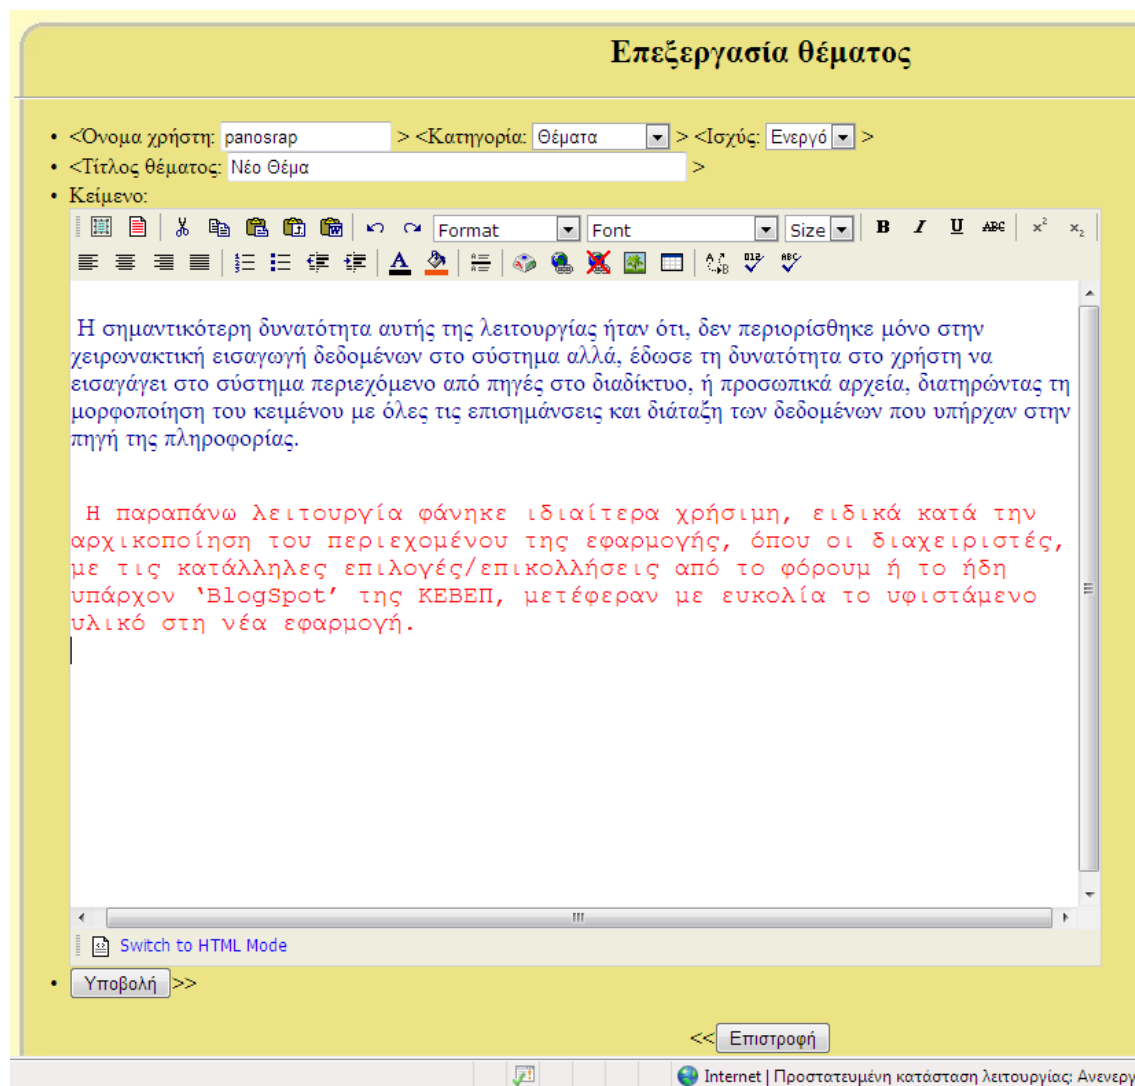 Επεξεργασία θέματος
• <Όνομα χρήστη: panosrap > <Κατηγορία: Θέματα > <Ισχύς: Ενεργό >
• <Τίτλος θέματος: Νέο Θέμα >
• Κείμενο:
Format Font Size B I U ABC x² x₂
Η σημαντικότερη δυνατότητα αυτής της λειτουργίας ήταν ότι, δεν περιορίσθηκε μόνο στην
χειρωνακτική εισαγωγή δεδομένων στο σύστημα αλλά, έδωσε τη δυνατότητα στο χρήστη να
εισαγάγει στο σύστημα περιεχόμενο από πηγές στο διαδίκτυο, ή προσωπικά αρχεία, διατηρώντας τη
μορφοποίηση του κειμένου με όλες τις επισημάνσεις και διάταξη των δεδομένων που υπήρχαν στην
πηγή της πληροφορίας.
Η παραπάνω λειτουργία φάνηκε ιδιαίτερα χρήσιμη, ειδικά κατά την
αρχικοποίηση του περιεχομένου της εφαρμογής, όπου οι διαχειριστές,
με τις κατάλληλες επιλογές/επικολλήσεις από το φόρουμ ή το ήδη
υπάρχον ‘BlogSpot’ της ΚΕΒΕΠ, μετέφεραν με ευκολία το υφιστάμενο
υλικό στη νέα εφαρμογή.
Switch to HTML Mode
• Υποβολή >>
<< Επιστροφή
Internet | Προστατευμένη κατάσταση λειτουργίας: Ανενεργ